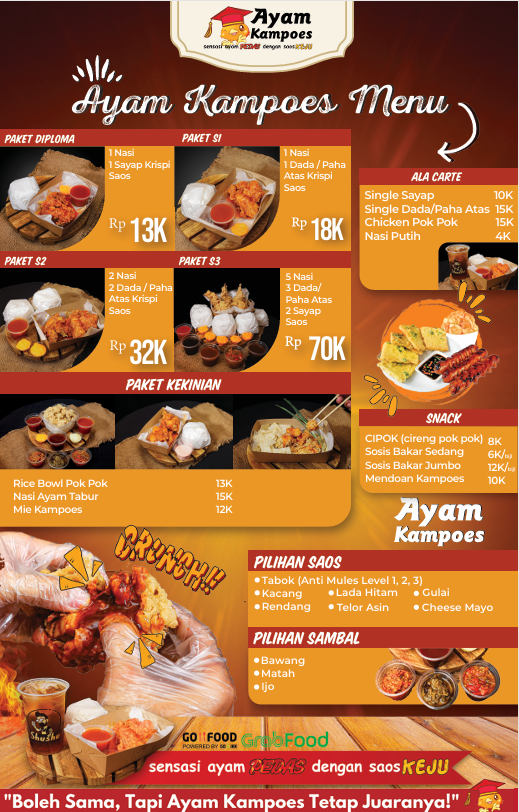 Ayam
Kampoes
sensasi ayam PEDAS dengan saos KEJU
Ayam Kampoes Menu
PAKET DIPLOMA
1 Nasi
1 Sayap Krispi
Saos
Rp 13K
PAKET S1
1 Nasi
1 Dada / Paha
Atas Krispi
Saos
Rp 18K
PAKET S2
2 Nasi
2 Dada / Paha
Atas Krispi
Saos
Rp 32K
PAKET S3
5 Nasi
3 Dada/
Paha Atas
2 Sayap
Saos
Rp 70K
PAKET KEKINIAN
Rice Bowl Pok Pok 13K
Nasi Ayam Tabur 15K
Mie Kampoes 12K
ALA CARTE
Single Sayap 10K
Single Dada/Paha Atas 15K
Chicken Pok Pok 15K
Nasi Putih 4K
SNACK
CIPOK (cireng pok pok) 8K
Sosis Bakar Sedang 6K/
Sosis Bakar Jumbo 12K/
Mendoan Kampoes 10K
Ayam
Kampoes
CRUNCH!!
PILIHAN SAOS
Tabok (Anti Mules Level 1, 2, 3)
Kacang Lada Hitam Gulai
Rendang Telor Asin Cheese Mayo
PILIHAN SAMBAL
Bawang
Matah
Ijo
Shushu
GOFOOD
POWERED BY
GrabFood
sensasi ayam PEDAS dengan saos KEJU
"Boleh Sama, Tapi Ayam Kampoes Tetap Juaranya!"